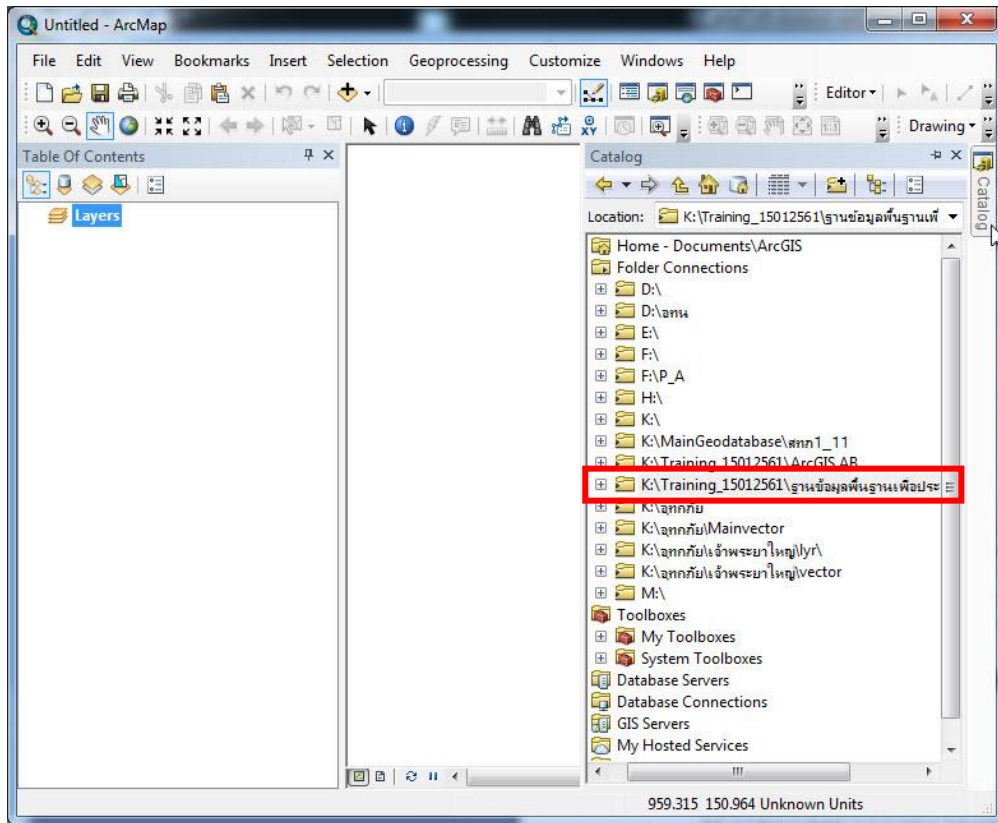 Untitled - ArcMap
File Edit View Bookmarks Insert Selection Geoprocessing Customize Windows Help
Editor
Drawing
Table Of Contents
Catalog
Layers
Location: K:\Training_15012561\ฐานข้อมูลพื้นฐานเพื่
Catalog
Home - Documents\ArcGIS
Folder Connections
D:\
D:\อทน
E:\
F:\
F:\P_A
H:\
K:\
K:\MainGeodatabase\สทภ1_11
K:\Training_15012561\ArcGIS AB
K:\Training_15012561\ฐานข้อมูลพื้นฐานเพื่อประ
K:\อุทกภัย
K:\อุทกภัย\Mainvector
K:\อุทกภัย\เจ้าพระยาใหญ่\lyr\
K:\อุทกภัย\เจ้าพระยาใหญ่\vector
M:\
Toolboxes
My Toolboxes
System Toolboxes
Database Servers
Database Connections
GIS Servers
My Hosted Services
959.315 150.964 Unknown Units